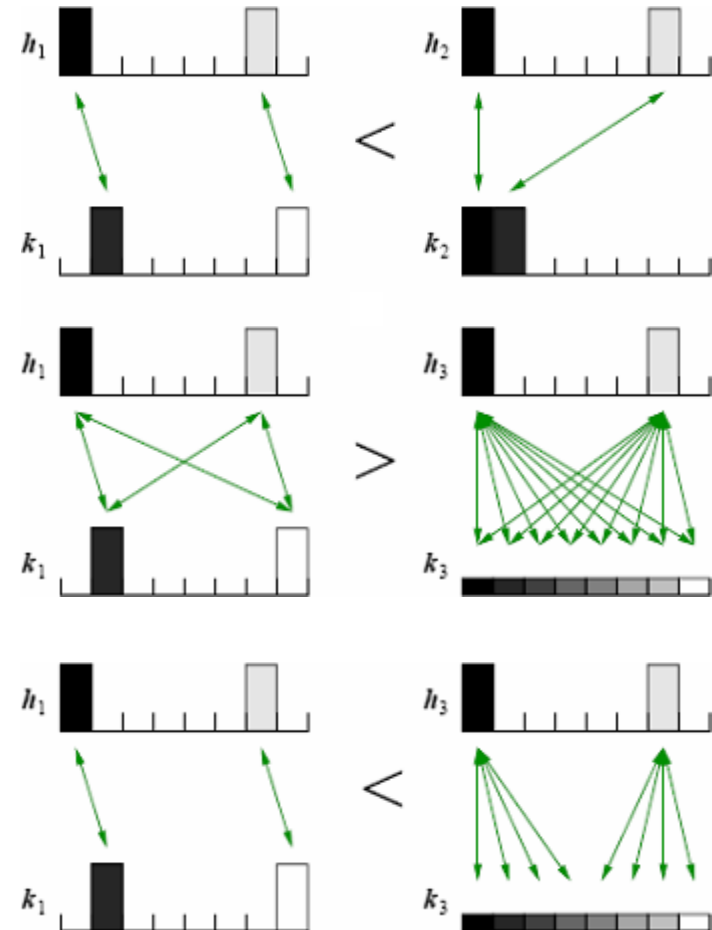 h₁ h₂
<
k₁ k₂
h₁ h₃
>
k₁ k₃
h₁ h₃
<
k₁ k₃